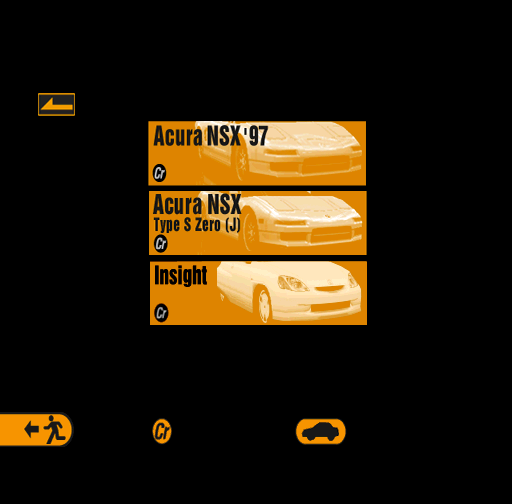 Acura NSX '97
Cr
Acura NSX
Type S Zero (J)
Cr
Insight
Cr
Cr